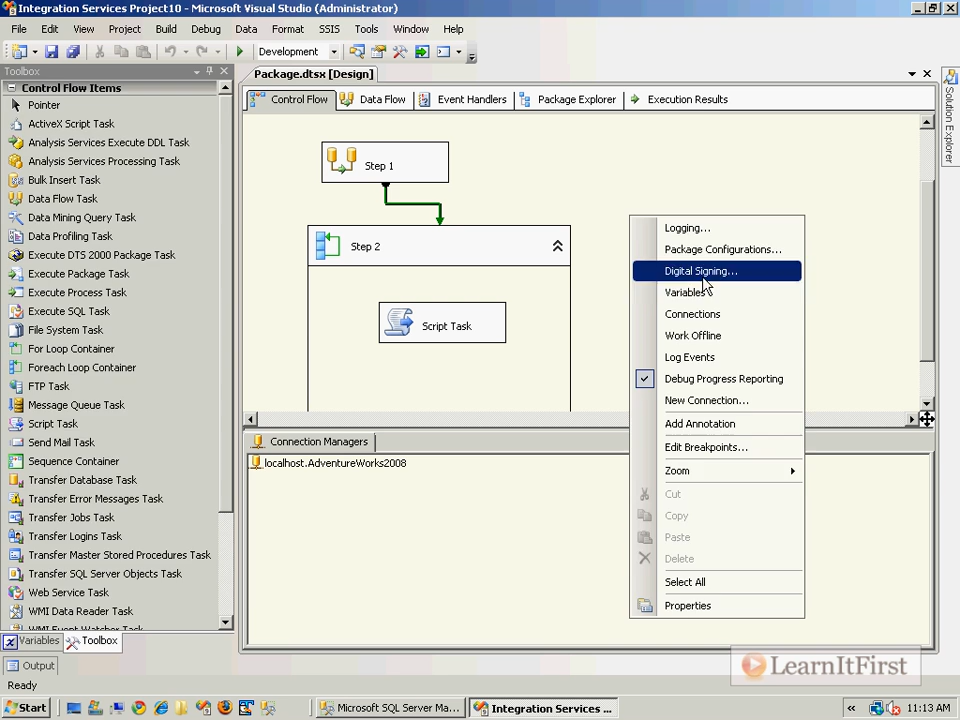 Integration Services Project10 - Microsoft Visual Studio (Administrator)
File Edit View Project Build Debug Data Format SSIS Tools Window Help
Development
Toolbox
Control Flow Items
Pointer
ActiveX Script Task
Analysis Services Execute DDL Task
Analysis Services Processing Task
Bulk Insert Task
Data Flow Task
Data Mining Query Task
Data Profiling Task
Execute DTS 2000 Package Task
Execute Package Task
Execute Process Task
Execute SQL Task
File System Task
For Loop Container
Foreach Loop Container
FTP Task
Message Queue Task
Script Task
Send Mail Task
Sequence Container
Transfer Database Task
Transfer Error Messages Task
Transfer Jobs Task
Transfer Logins Task
Transfer Master Stored Procedures Task
Transfer SQL Server Objects Task
Web Service Task
WMI Data Reader Task
WMI Event Watcher Task
Variables Toolbox
Output
Ready
Package.dtsx [Design]
Control Flow Data Flow Event Handlers Package Explorer Execution Results
Step 1
Step 2
Script Task
Connection Managers
localhost.AdventureWorks2008
Logging...
Package Configurations...
Digital Signing...
Variables
Connections
Work Offline
Log Events
Debug Progress Reporting
New Connection...
Add Annotation
Edit Breakpoints...
Zoom
Cut
Copy
Paste
Delete
Select All
Properties
Solution Explorer
LearnItFirst
Start
Microsoft SQL Server Ma...
Integration Services ...
« 11:13 AM